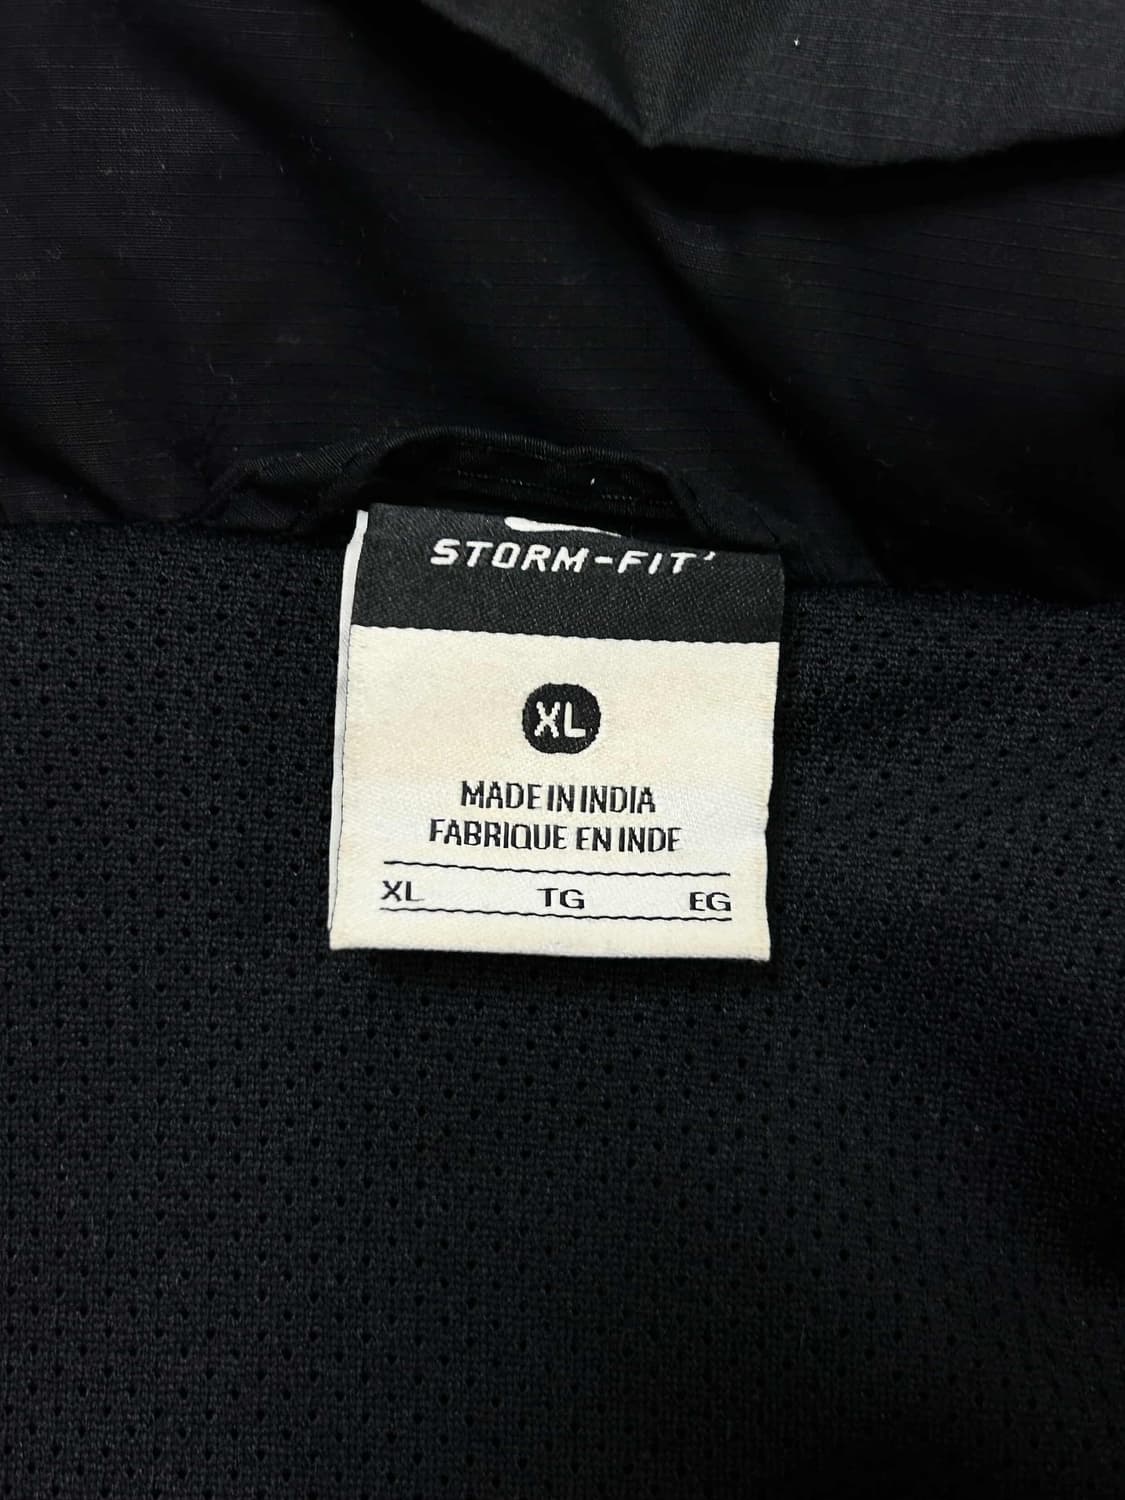 STORM-FIT
XL
MADE IN INDIA
FABRIQUE EN INDE
XL TG EG